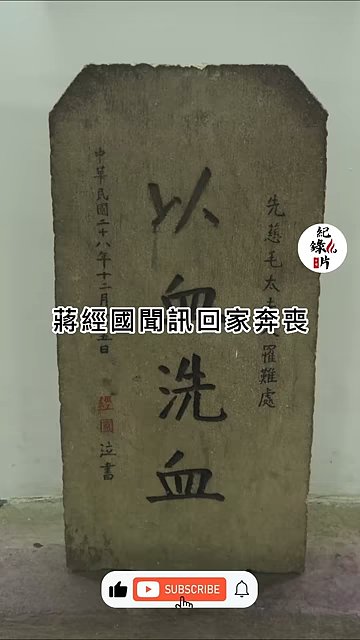 紀錄片
先慈毛太 罹難處
以血洗血
中華民國二十八年十二月 五日 經國 泣書
蔣經國聞訊回家奔喪
SUBSCRIBE